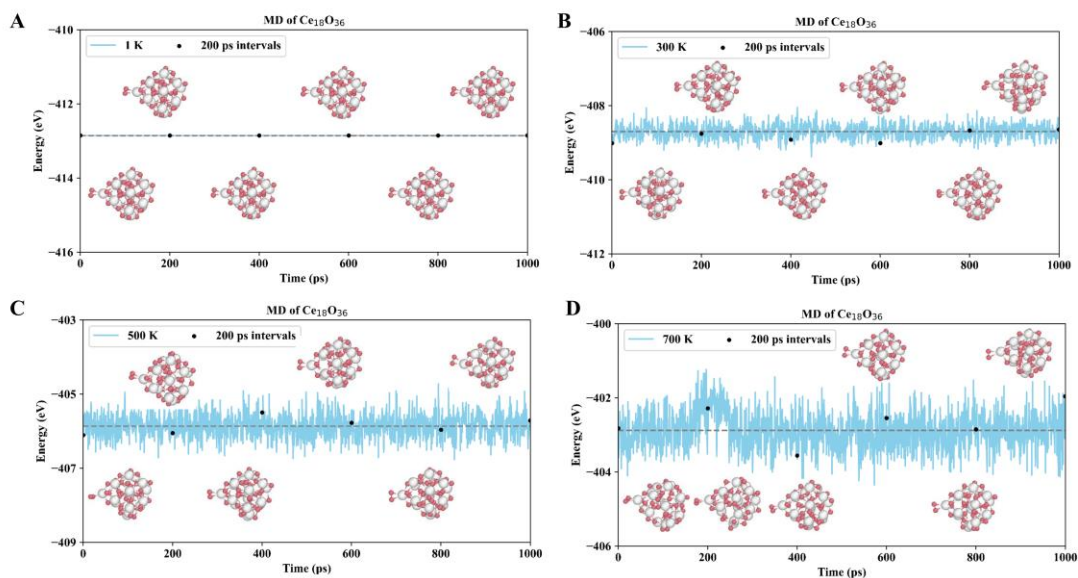 A
MD of Ce₁₈O₃₆
1 K
200 ps intervals
Energy (eV)
−410
−412
−414
−416
0 200 400 600 800 1000
Time (ps)
B
MD of Ce₁₈O₃₆
300 K
200 ps intervals
Energy (eV)
−406
−408
−410
−412
0 200 400 600 800 1000
Time (ps)
C
MD of Ce₁₈O₃₆
500 K
200 ps intervals
Energy (eV)
−403
−405
−407
−409
0 200 400 600 800 1000
Time (ps)
D
MD of Ce₁₈O₃₆
700 K
200 ps intervals
Energy (eV)
−400
−402
−404
−406
0 200 400 600 800 1000
Time (ps)